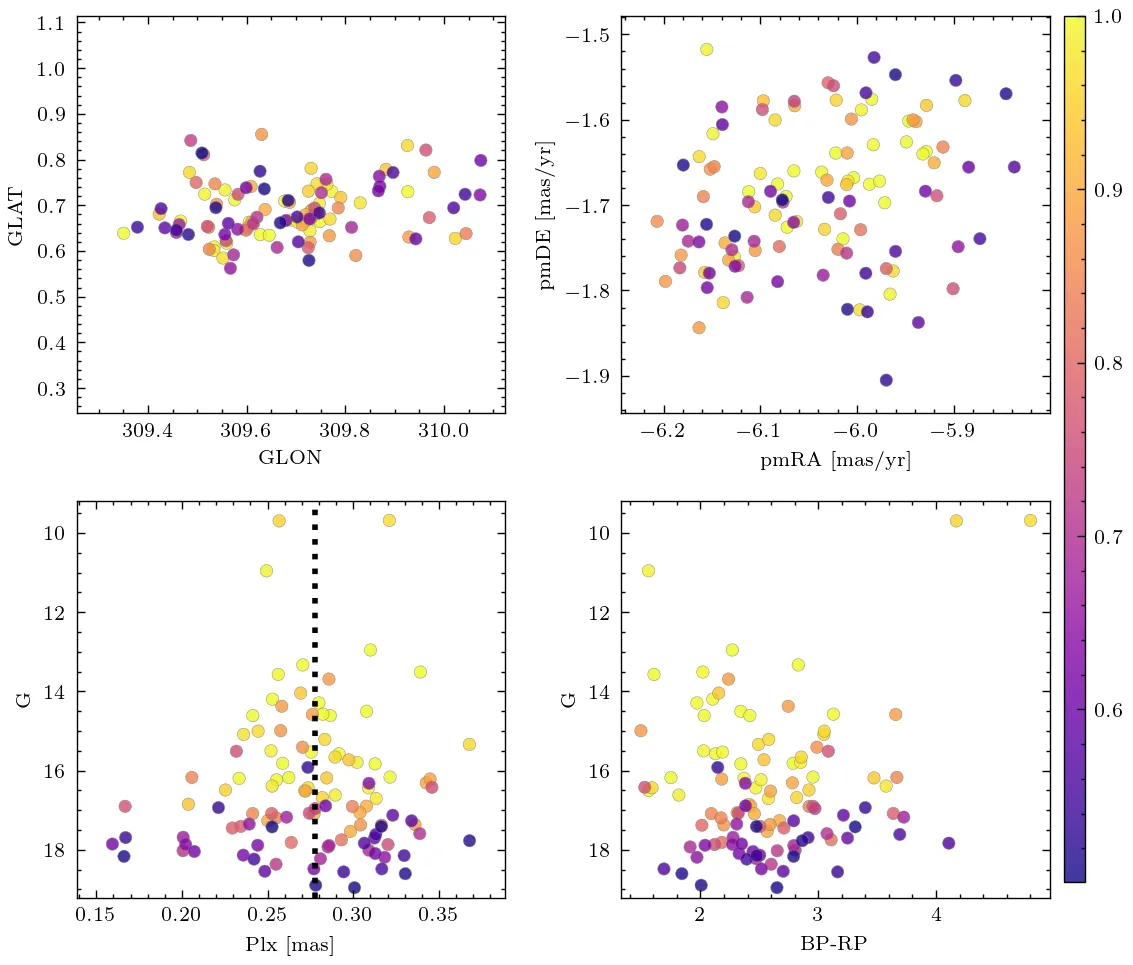 1.1
1.0
0.9
0.8
0.7
0.6
0.5
0.4
0.3
GLAT
309.4 309.6 309.8 310.0
GLON
−1.5
−1.6
−1.7
−1.8
−1.9
pmDE [mas/yr]
−6.2 −6.1 −6.0 −5.9
pmRA [mas/yr]
10
12
14
16
18
G
0.15 0.20 0.25 0.30 0.35
Plx [mas]
10
12
14
16
18
G
2 3 4
BP-RP
1.0
0.9
0.8
0.7
0.6